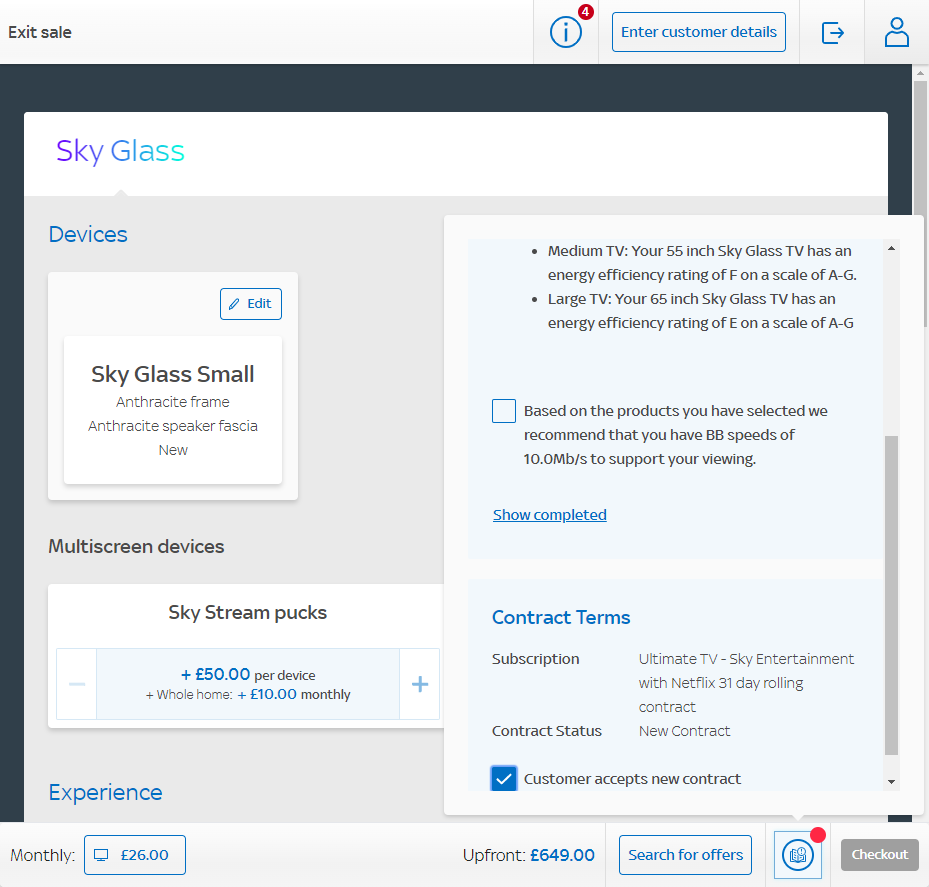 Exit sale
4
Enter customer details
Sky Glass
Devices
Edit
Sky Glass Small
Anthracite frame
Anthracite speaker fascia
New
Multiscreen devices
Sky Stream pucks
+ £50.00 per device
+ Whole home: + £10.00 monthly
Experience
Medium TV: Your 55 inch Sky Glass TV has an
energy efficiency rating of F on a scale of A-G.
Large TV: Your 65 inch Sky Glass TV has an
energy efficiency rating of E on a scale of A-G
Based on the products you have selected we
recommend that you have BB speeds of
10.0Mb/s to support your viewing.
Show completed
Contract Terms
Subscription Ultimate TV - Sky Entertainment
with Netflix 31 day rolling
contract
Contract Status New Contract
Customer accepts new contract
Monthly: £26.00 Upfront: £649.00 Search for offers Checkout